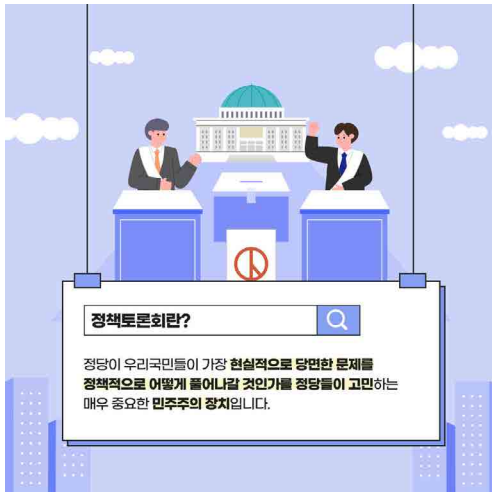 정책토론회란?
정당이 우리국민들이 가장 현실적으로 당면한 문제를
정책적으로 어떻게 풀어나갈 것인가를 정당들이 고민하는
매우 중요한 민주주의 장치입니다.